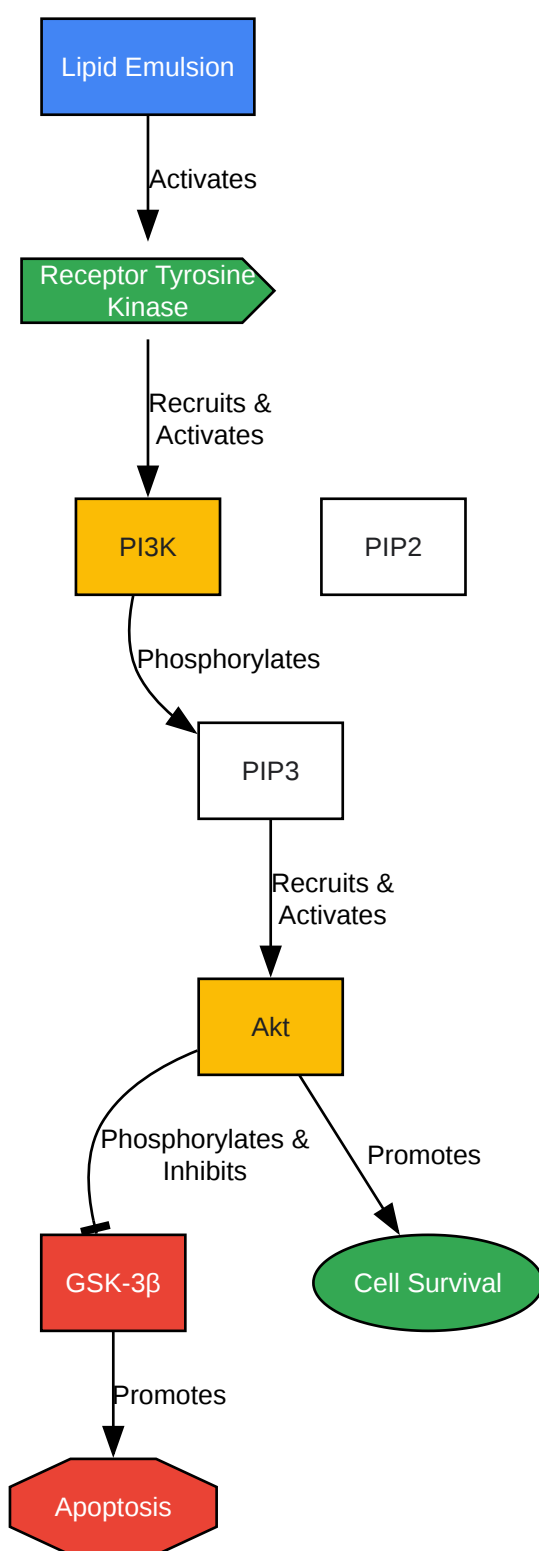 Lipid Emulsion
Activates
Receptor Tyrosine
Kinase
Recruits &
Activates
PI3K
PIP2
Phosphorylates
PIP3
Recruits &
Activates
Akt
Phosphorylates &
Inhibits
Promotes
GSK-3β
Cell Survival
Promotes
Apoptosis